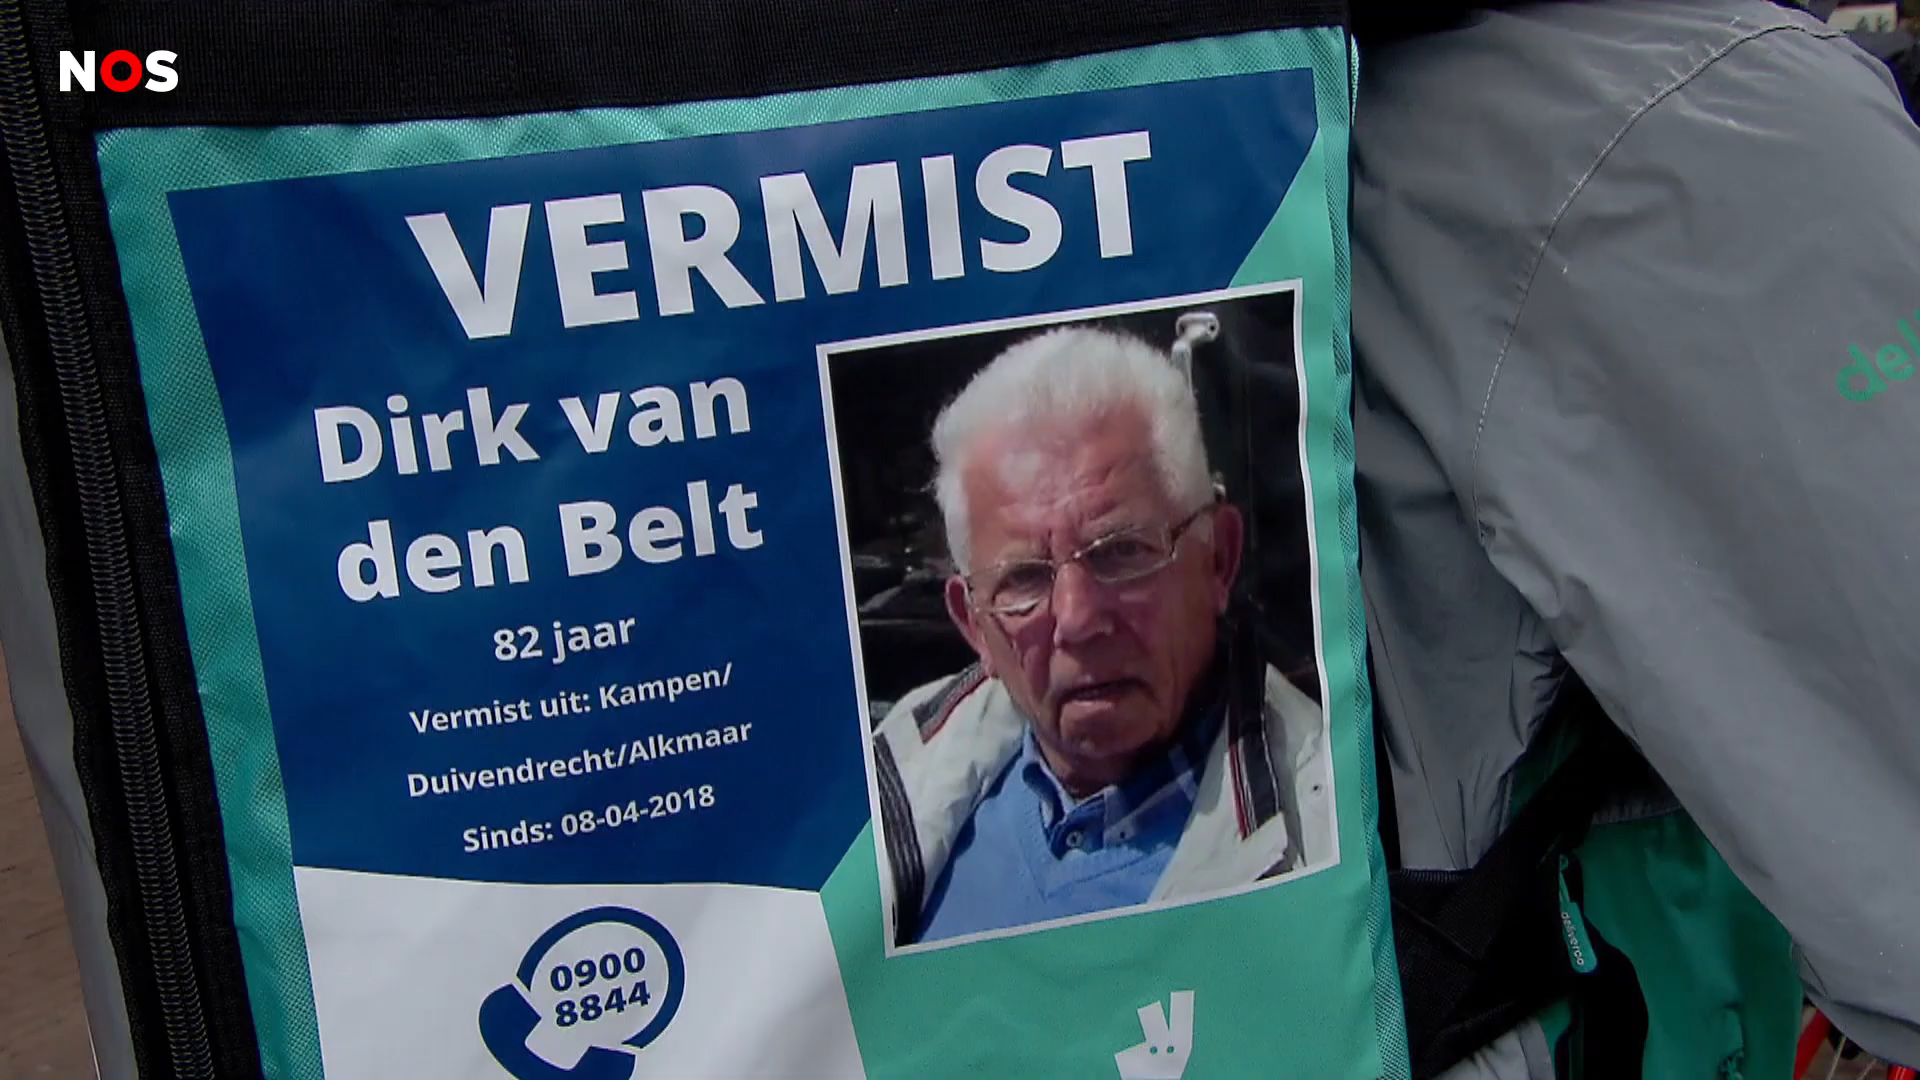 NOS
VERMIST
Dirk van
den Belt
82 jaar
Vermist uit: Kampen/
Duivendrecht/Alkmaar
Sinds: 08-04-2018
0900
8844
deliveroo